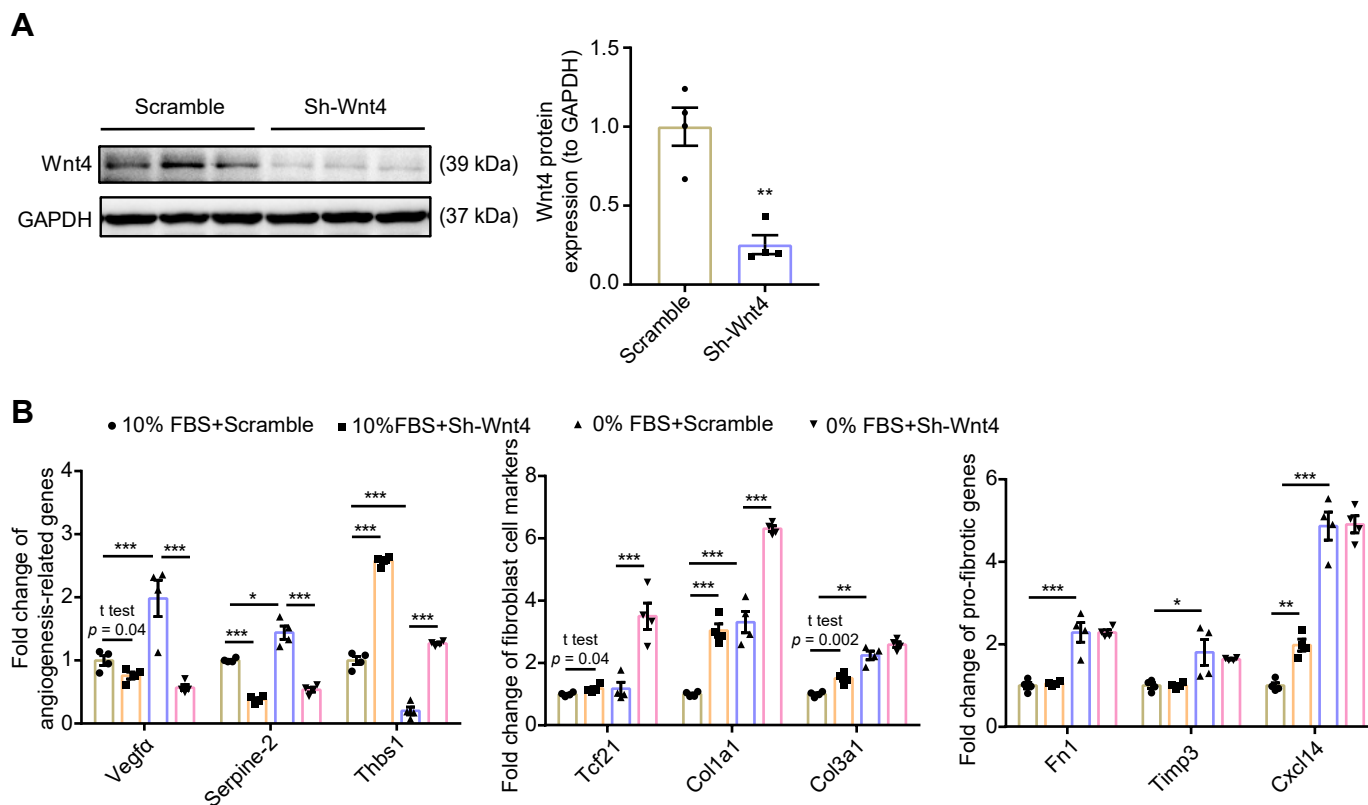 A
Scramble
Sh-Wnt4
Wnt4
(39 kDa)
GAPDH
(37 kDa)
Wnt4 protein
expression (to GAPDH)
1.5
1.0
0.5
0.0
**
Scramble
Sh-Wnt4
B
10% FBS+Scramble
10%FBS+Sh-Wnt4
0% FBS+Scramble
0% FBS+Sh-Wnt4
Fold change of
angiogenesis-related genes
4
3
2
1
0
***
***
t test
p = 0.04
*
***
***
***
***
***
Vegfα
Serpine-2
Thbs1
Fold change of fibroblast cell markers
8
6
4
2
0
***
t test
p = 0.04
***
***
***
**
t test
p = 0.002
Tcf21
Col1a1
Col3a1
Fold change of pro-fibrotic genes
6
4
2
0
***
*
***
**
Fn1
Timp3
Cxcl14